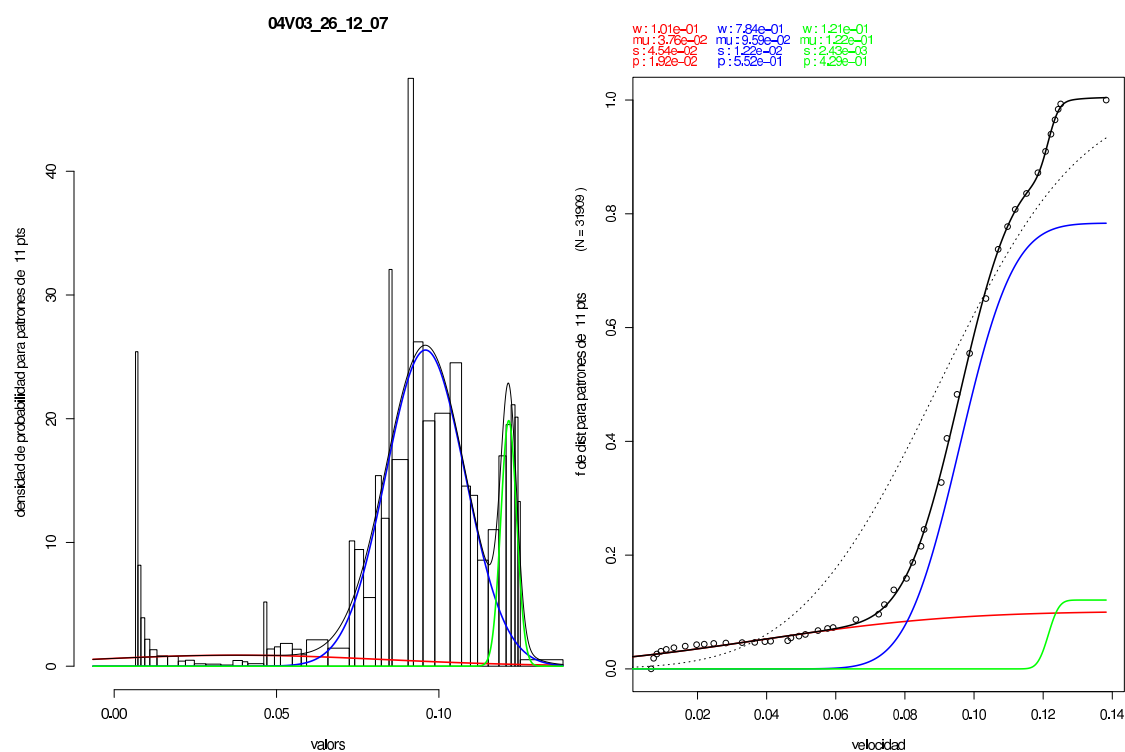 04V03_26_12_07
densidad de probabilidad para patrones de 11 pts
0 10 20 30 40
0.00 0.05 0.10
valors
w : 1.01e−01 w : 7.84e−01 w : 1.21e−01
mu : 3.76e−02 mu : 9.59e−02 mu : 1.22e−01
s : 4.54e−02 s : 1.22e−02 s : 2.43e−03
p : 1.92e−02 p : 5.52e−01 p : 4.29e−01
f de dist para patrones de 11 pts (N = 31909 )
0.0 0.2 0.4 0.6 0.8 1.0
0.02 0.04 0.06 0.08 0.10 0.12 0.14
velocidad